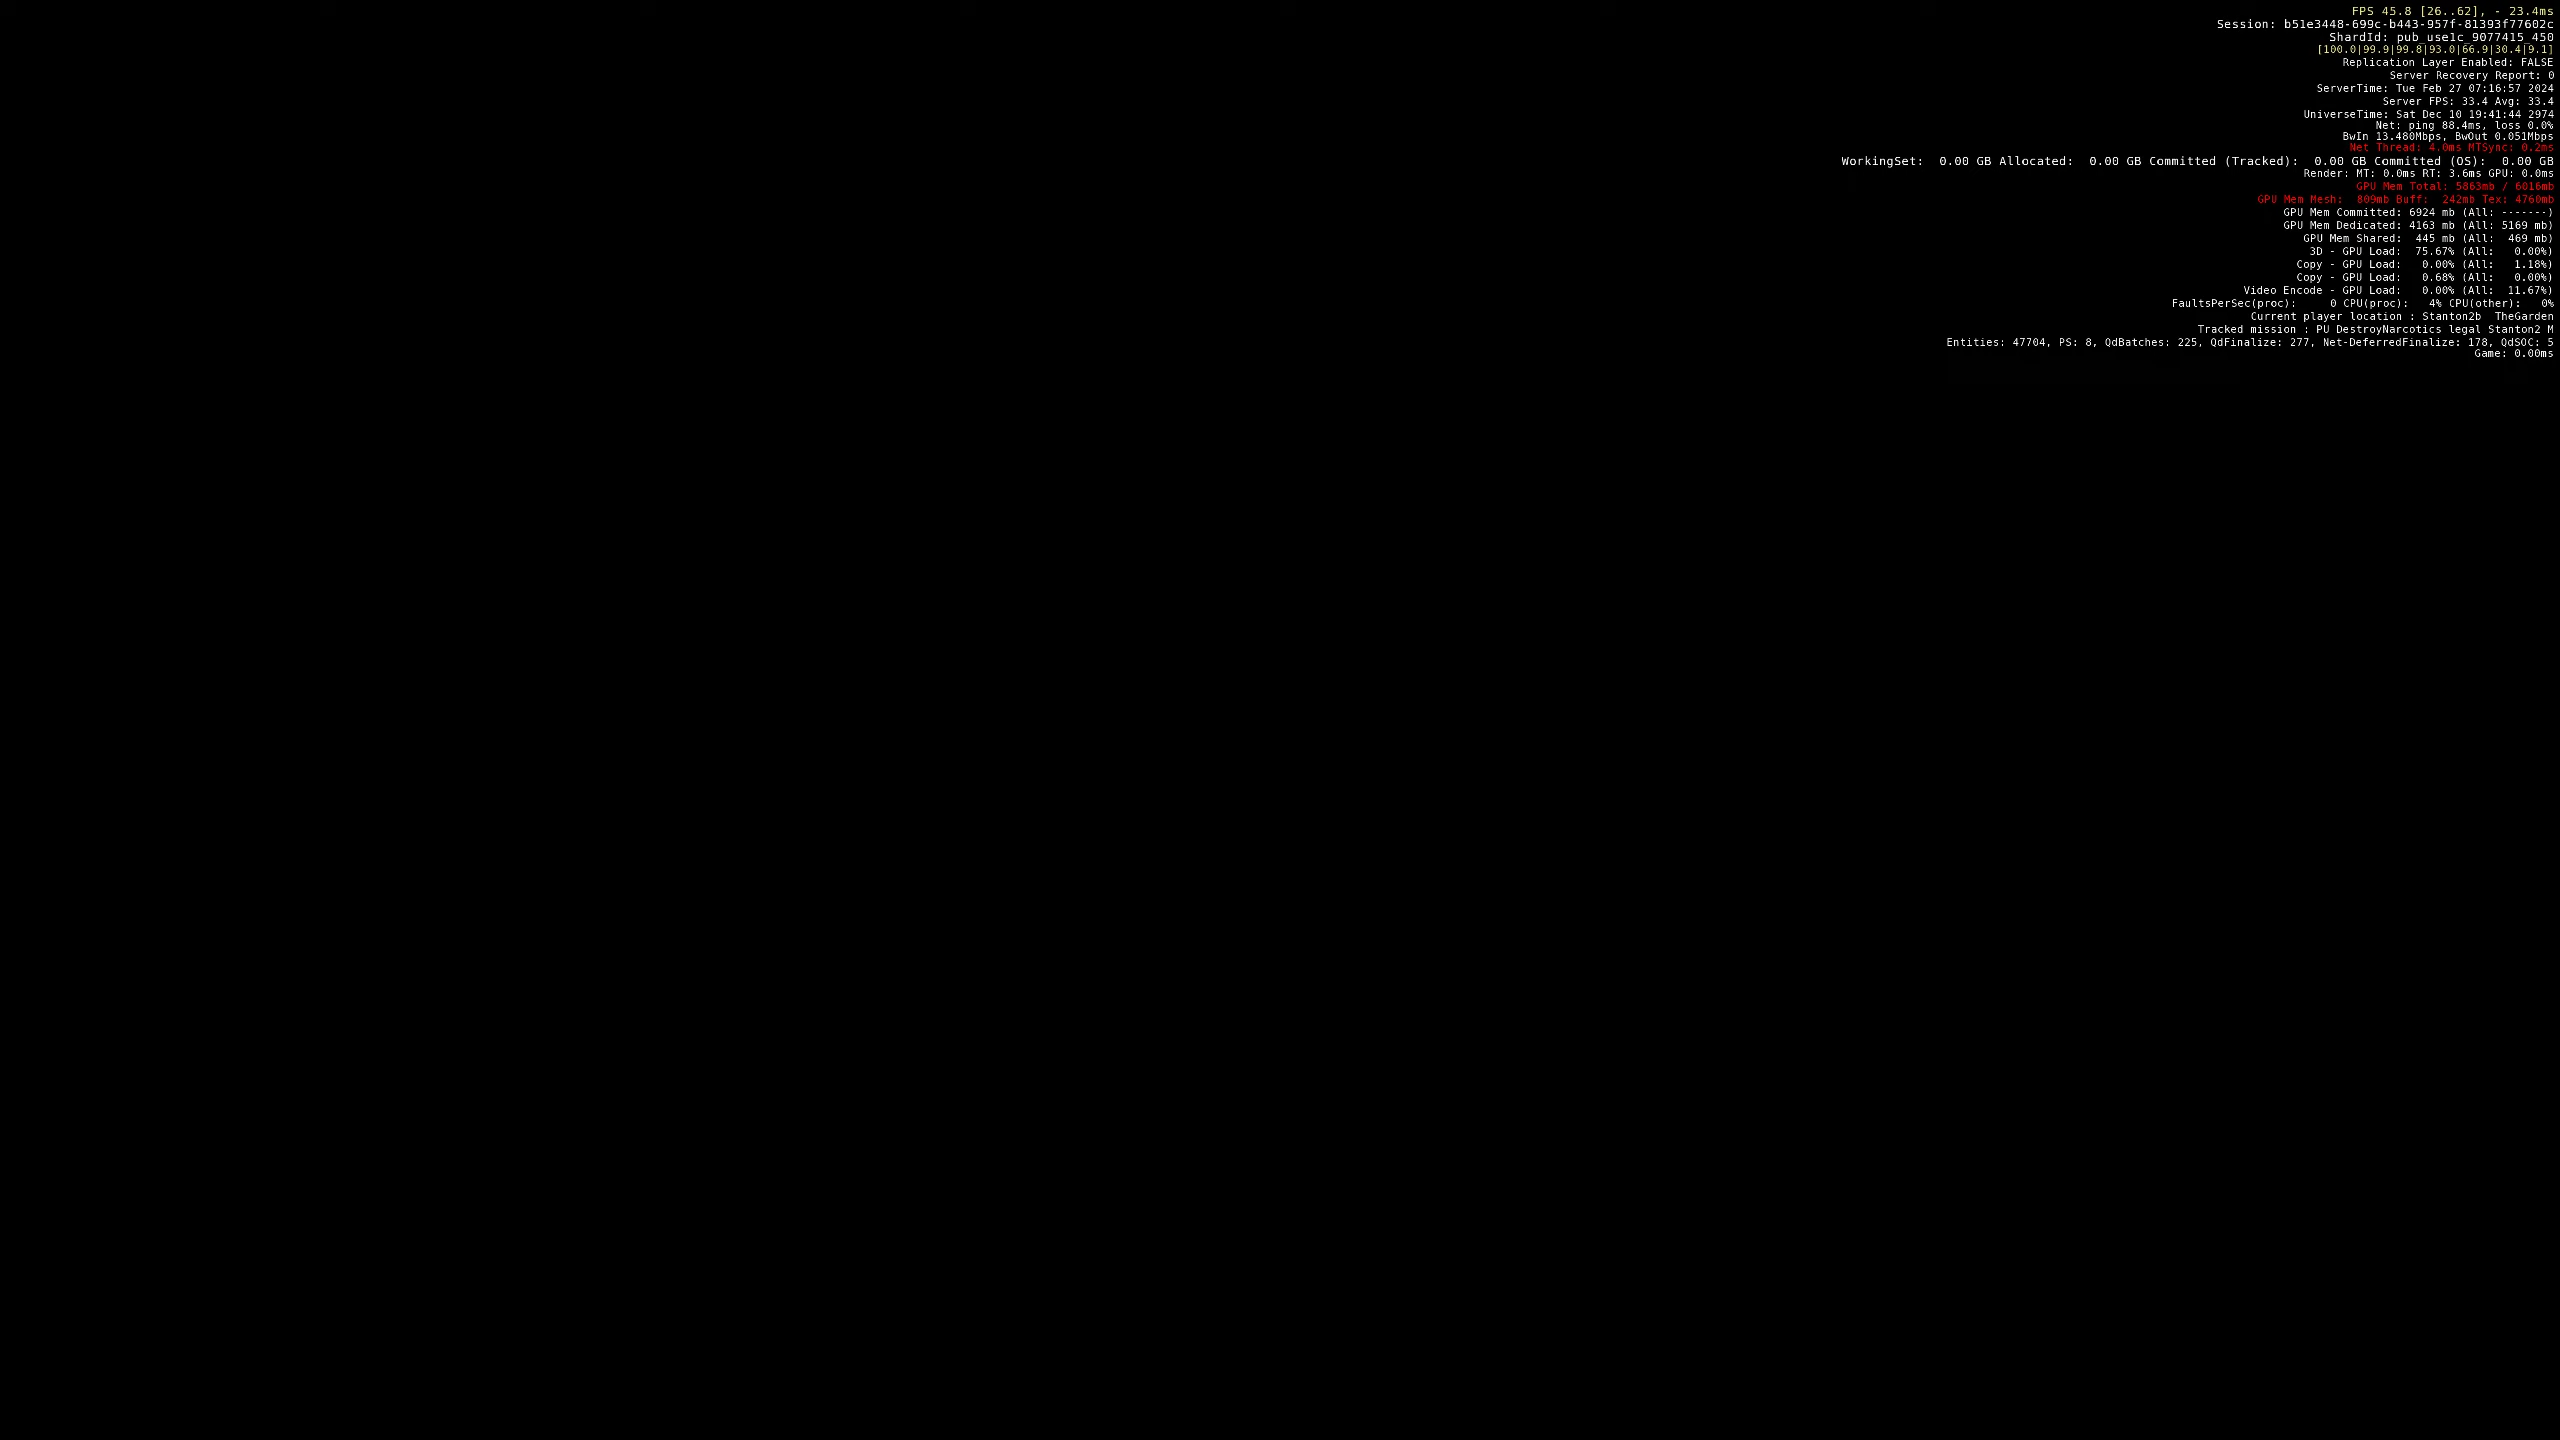 FPS 45.8 [26..62], - 23.4ms
Session: b51e3448-699c-b443-957f-81393f77602c
ShardId: pub_use1c_9077415_450
[100.0|99.9|99.8|93.0|66.9|30.4|9.1]
Replication Layer Enabled: FALSE
Server Recovery Report: 0
ServerTime: Tue Feb 27 07:16:57 2024
Server FPS: 33.4 Avg: 33.4
UniverseTime: Sat Dec 10 19:41:44 2974
Net: ping 88.4ms, loss 0.0%
BwIn 13.480Mbps, BwOut 0.051Mbps
Net Thread: 4.0ms MTSync: 0.2ms
WorkingSet:  0.00 GB Allocated:  0.00 GB Committed (Tracked):  0.00 GB Committed (OS):  0.00 GB
Render: MT: 0.0ms RT: 3.6ms GPU: 0.0ms
GPU Mem Total: 5863mb / 6016mb
GPU Mem Mesh:  809mb Buff:  242mb Tex: 4760mb
GPU Mem Committed: 6924 mb (All: -------)
GPU Mem Dedicated: 4163 mb (All: 5169 mb)
GPU Mem Shared:  445 mb (All:  469 mb)
3D - GPU Load:  75.67% (All:   0.00%)
Copy - GPU Load:   0.00% (All:   1.18%)
Copy - GPU Load:   0.68% (All:   0.00%)
Video Encode - GPU Load:   0.00% (All:  11.67%)
FaultsPerSec(proc):     0 CPU(proc):   4% CPU(other):   0%
Current player location : Stanton2b  TheGarden
Tracked mission : PU DestroyNarcotics legal Stanton2 M
Entities: 47704, PS: 8, QdBatches: 225, QdFinalize: 277, Net-DeferredFinalize: 178, QdSOC: 5
Game: 0.00ms